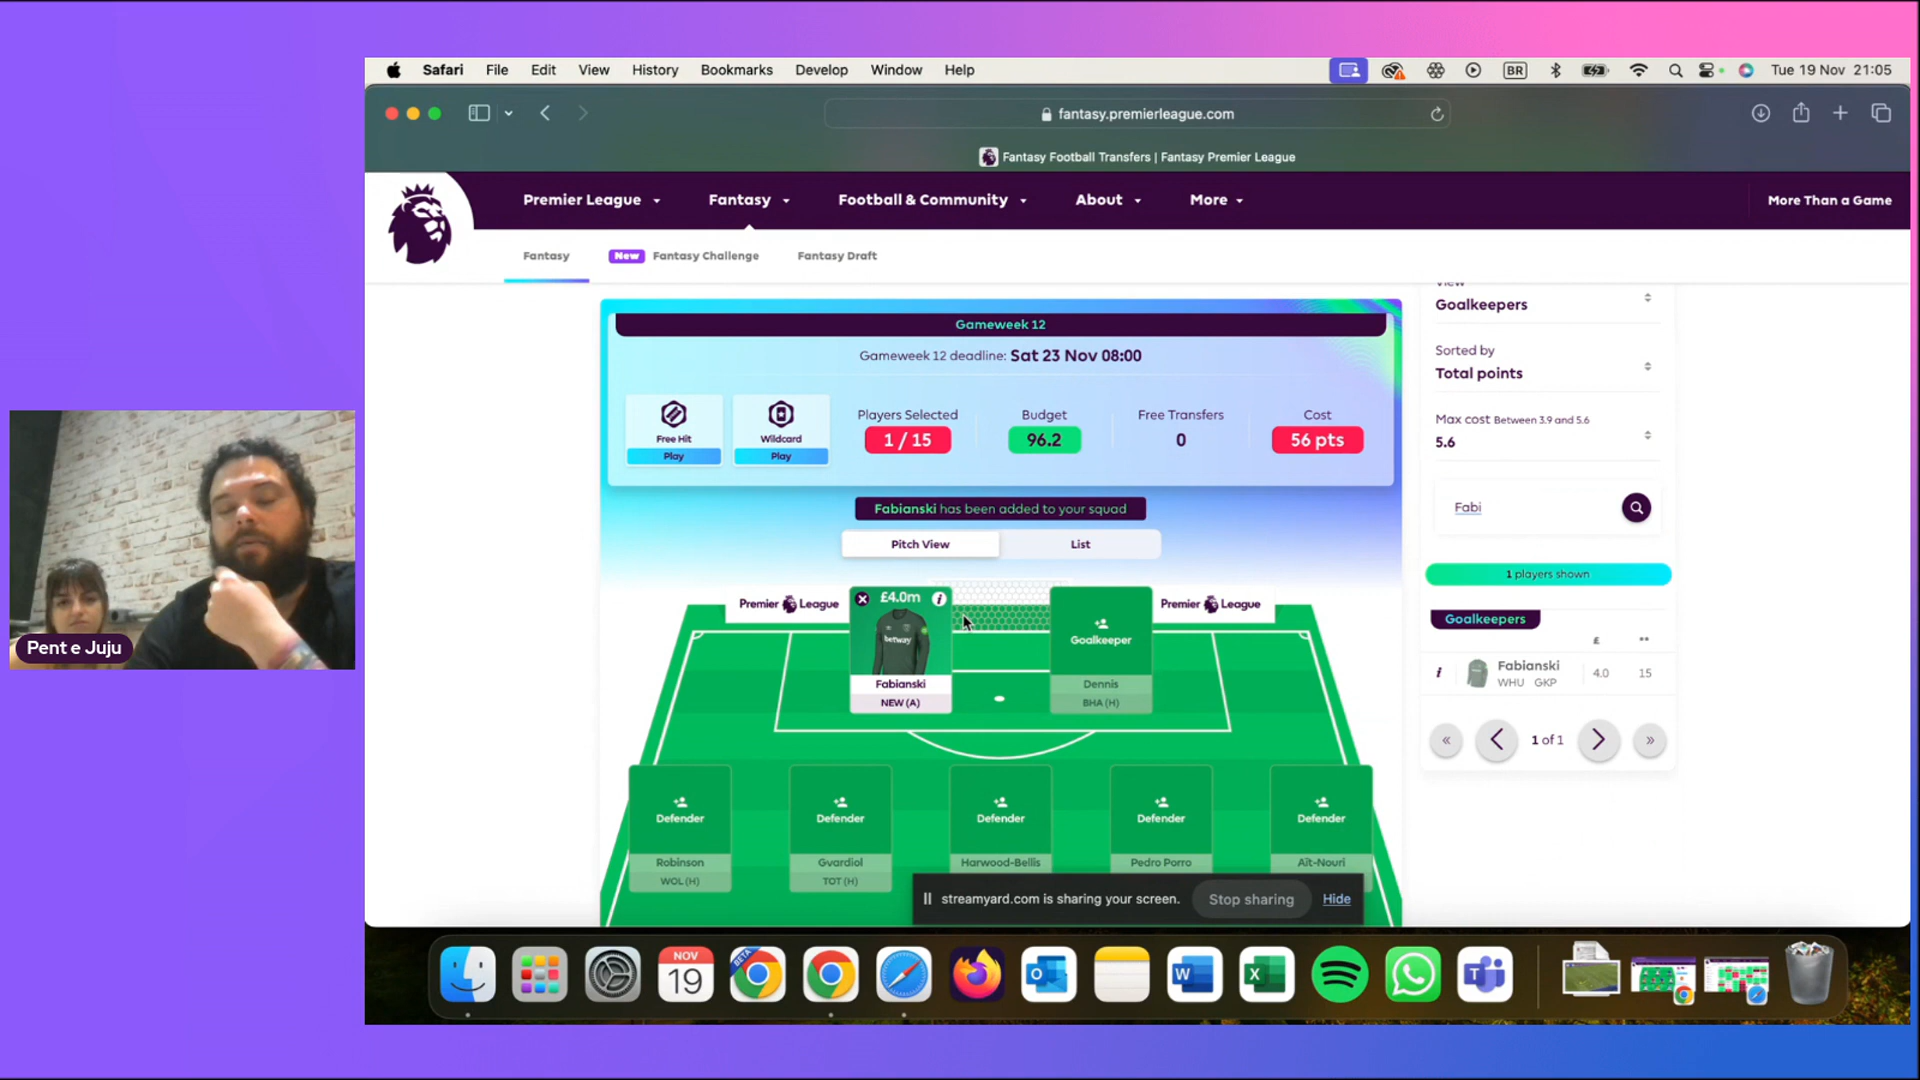 Safari File Edit View History Bookmarks Develop Window Help BR Tue 19 Nov 21:05
fantasy.premierleague.com
Fantasy Football Transfers | Fantasy Premier League
Premier League Fantasy Football & Community About More More Than a Game
Fantasy New Fantasy Challenge Fantasy Draft
View
Goalkeepers
Sorted by
Total points
Max cost Between 3.9 and 5.6
5.6
Fabi
1 players shown
Goalkeepers
£ ••
i Fabianski 4.0 15
WHU GKP
« 1 of 1 »
Gameweek 12
Gameweek 12 deadline: Sat 23 Nov 08:00
Free Hit
Play
Wildcard
Play
Players Selected
1 / 15
Budget
96.2
Free Transfers
0
Cost
56 pts
Fabianski has been added to your squad
Pitch View List
Premier League
£4.0m i
betway
Fabianski
NEW (A)
Goalkeeper
Dennis
BHA (H)
Premier League
Defender
Robinson
WOL (H)
Defender
Gvardiol
TOT (H)
Defender
Harwood-Bellis
Defender
Pedro Porro
Defender
Aït-Nouri
streamyard.com is sharing your screen. Stop sharing Hide
Pent e Juju
NOV
19
BETA
O
W
X
T